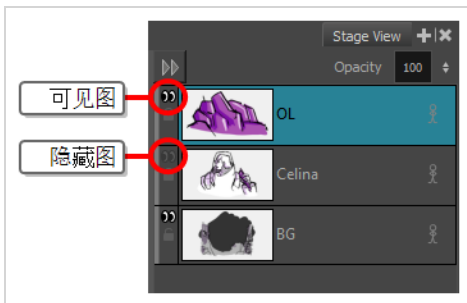 Stage View
Opacity 100
可见图
OL
隐藏图
Celina
BG